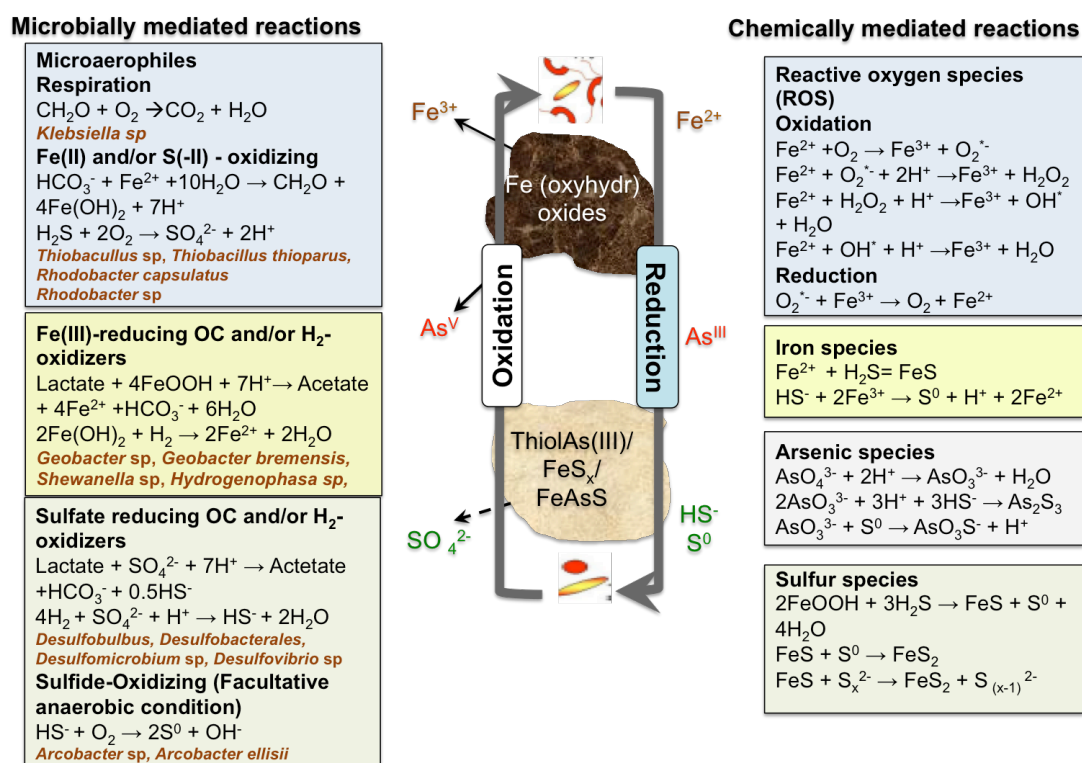 Microbially mediated reactions
Microaerophiles
Respiration
CH₂O + O₂ →CO₂ + H₂O
Klebsiella sp
Fe(II) and/or S(-II) - oxidizing
HCO₃⁻ + Fe²⁺ +10H₂O → CH₂O +
4Fe(OH)₂ + 7H⁺
H₂S + 2O₂ → SO₄²⁻ + 2H⁺
Thiobacullus sp, Thiobacillus thioparus,
Rhodobacter capsulatus
Rhodobacter sp
Fe(III)-reducing OC and/or H₂-
oxidizers
Lactate + 4FeOOH + 7H⁺→ Acetate
+ 4Fe²⁺ +HCO₃⁻ + 6H₂O
2Fe(OH)₂ + H₂ → 2Fe²⁺ + 2H₂O
Geobacter sp, Geobacter bremensis,
Shewanella sp, Hydrogenophasa sp,
Sulfate reducing OC and/or H₂-
oxidizers
Lactate + SO₄²⁻ + 7H⁺ → Actetate
+HCO₃⁻ + 0.5HS⁻
4H₂ + SO₄²⁻ + H⁺ → HS⁻ + 2H₂O
Desulfobulbus, Desulfobacterales,
Desulfomicrobium sp, Desulfovibrio sp
Sulfide-Oxidizing (Facultative
anaerobic condition)
HS⁻ + O₂ → 2S⁰ + OH⁻
Arcobacter sp, Arcobacter ellisii
Fe³⁺
Fe²⁺
Fe (oxyhydr)
oxides
Oxidation
Reduction
As^V
As^III
ThiolAs(III)/
FeSₓ/
FeAsS
SO ₄²⁻
HS⁻
S⁰
Chemically mediated reactions
Reactive oxygen species
(ROS)
Oxidation
Fe²⁺ +O₂ → Fe³⁺ + O₂*⁻
Fe²⁺ + O₂*⁻ + 2H⁺ →Fe³⁺ + H₂O₂
Fe²⁺ + H₂O₂ + H⁺ →Fe³⁺ + OH*
+ H₂O
Fe²⁺ + OH* + H⁺ →Fe³⁺ + H₂O
Reduction
O₂*⁻ + Fe³⁺ → O₂ + Fe²⁺
Iron species
Fe²⁺ + H₂S= FeS
HS⁻ + 2Fe³⁺ → S⁰ + H⁺ + 2Fe²⁺
Arsenic species
AsO₄³⁻ + 2H⁺ → AsO₃³⁻ + H₂O
2AsO₃³⁻ + 3H⁺ + 3HS⁻ → As₂S₃
AsO₃³⁻ + S⁰ → AsO₃S³⁻ + H⁺
Sulfur species
2FeOOH + 3H₂S → FeS + S⁰ +
4H₂O
FeS + S⁰ → FeS₂
FeS + Sₓ²⁻ → FeS₂ + S ₍ₓ₋₁₎ ²⁻